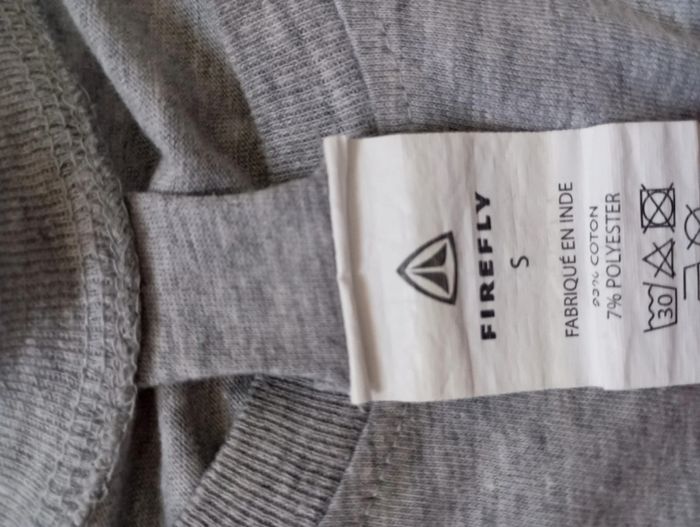 FIREFLY
S
FABRIQUÉ EN INDE
93% COTON
7% POLYESTER
30